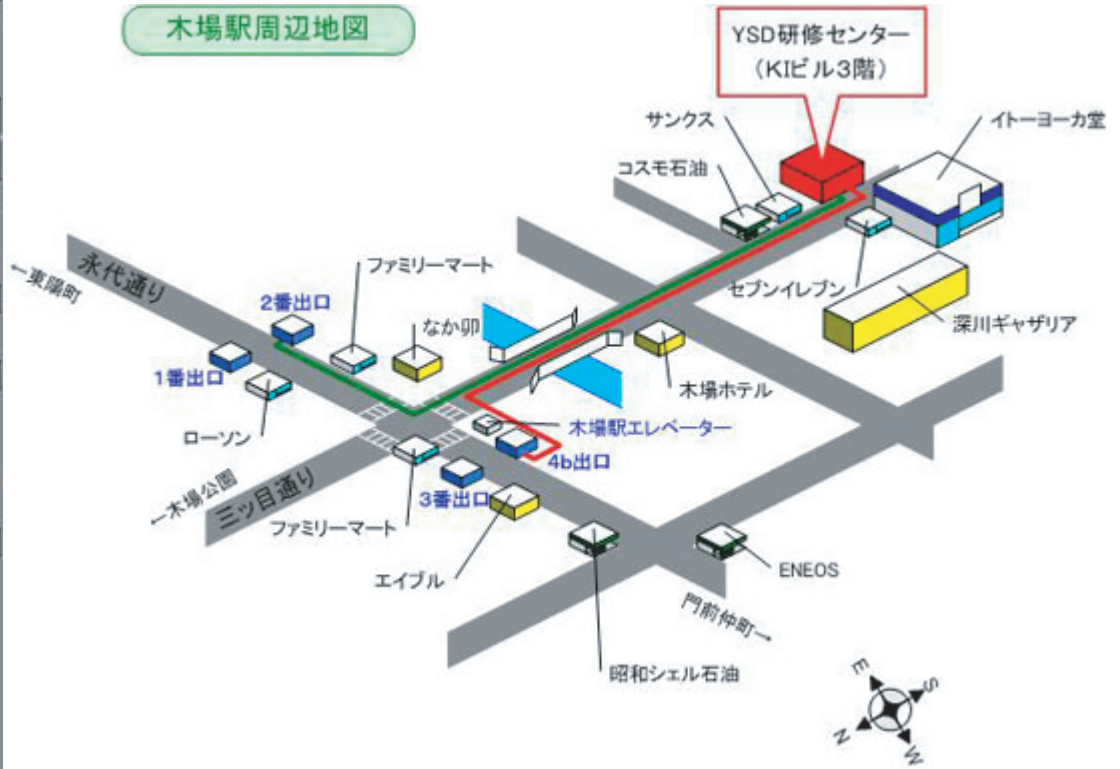 木場駅周辺地図
YSD研修センター
（KIビル3階）
サンクス
イトーヨーカ堂
コスモ石油
←東陽町
永代通り
ファミリーマート
2番出口
なか卯
セブンイレブン
深川ギャザリア
1番出口
木場ホテル
ローソン
木場駅エレベーター
4b出口
←木場公園
三ツ目通り
3番出口
ファミリーマート
エイブル
ENEOS
門前仲町→
昭和シェル石油
E
S
N
W